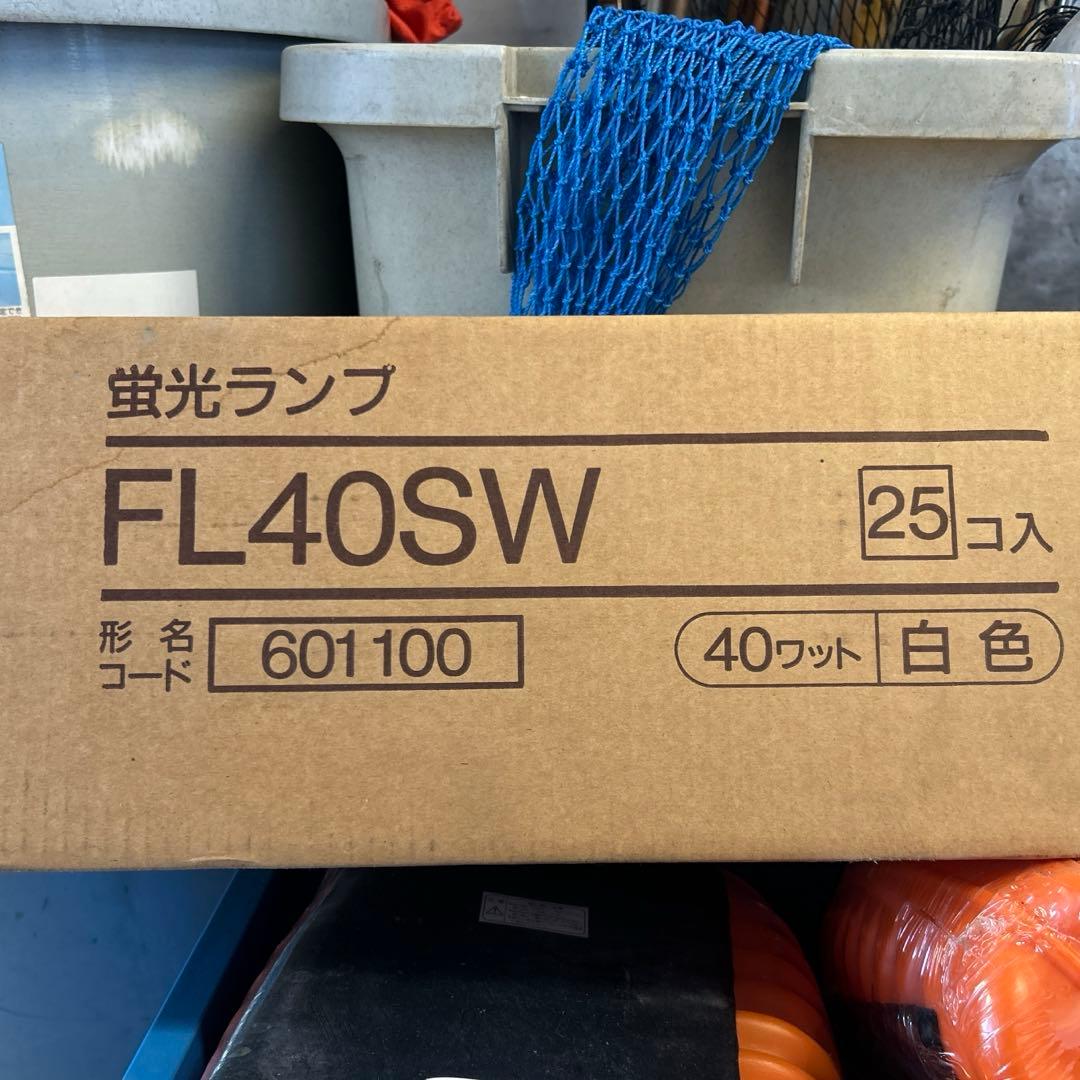 蛍光ランプ
FL40SW
25コ入
形名
コード
601100
40ワット
白色